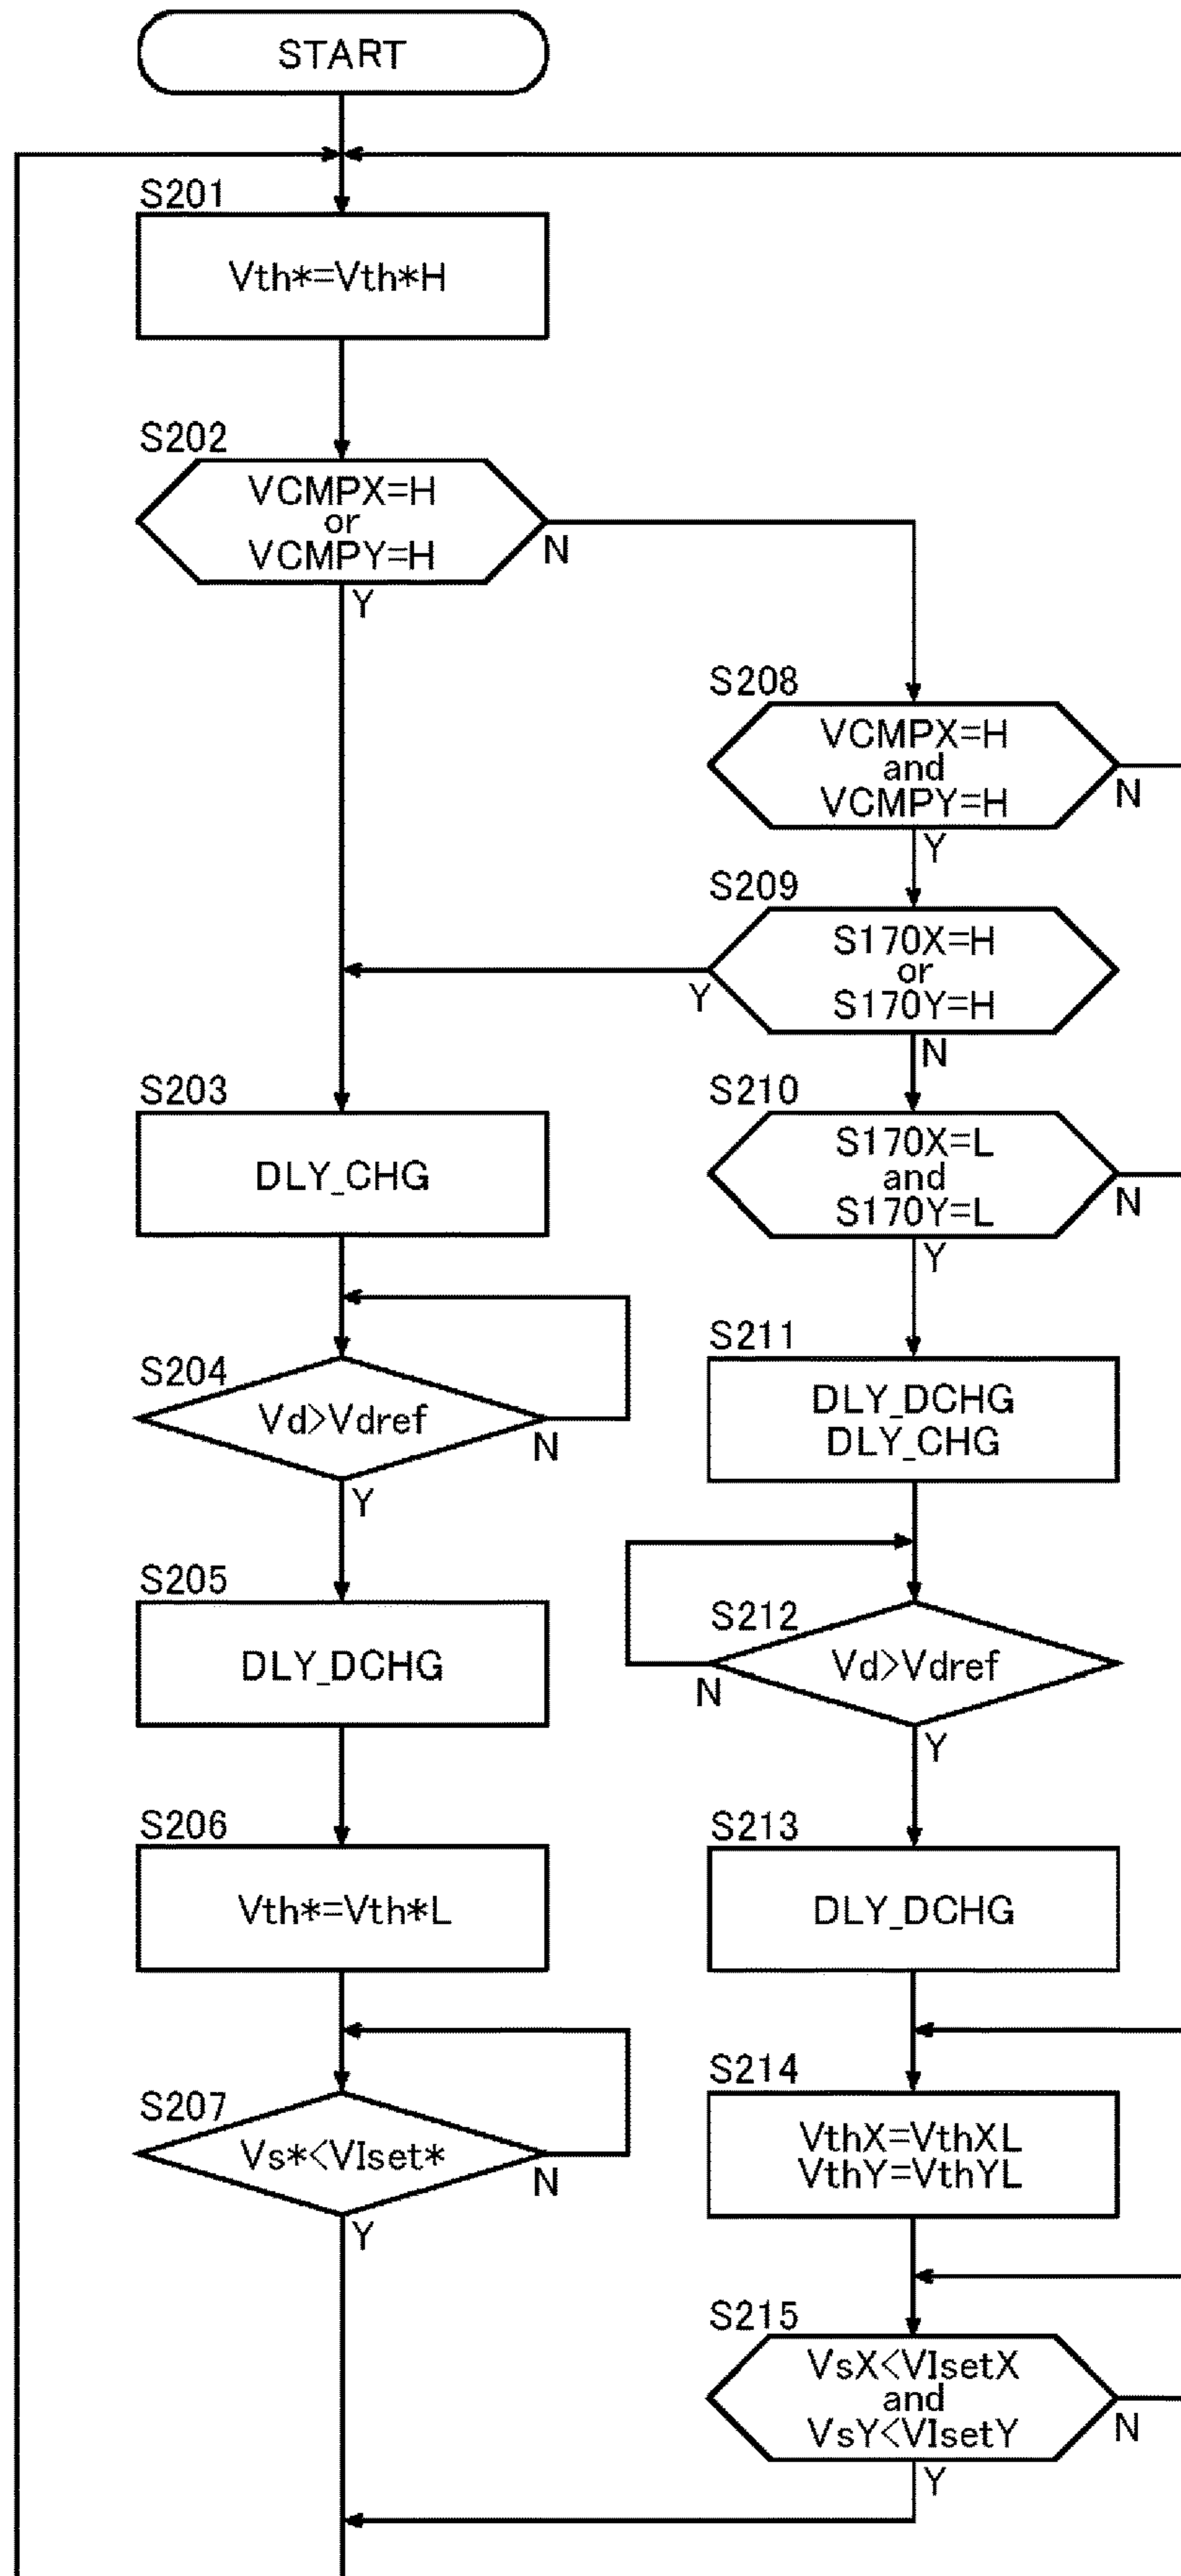 START
S201
Vth*=Vth*H
S202
VCMPX=H
or
VCMPY=H
N
Y
S208
VCMPX=H
and
VCMPY=H
N
Y
S209
S170X=H
or
S170Y=H
Y
N
S203
DLY_CHG
S210
S170X=L
and
S170Y=L
N
Y
S204
Vd>Vdref
N
Y
S211
DLY_DCHG
DLY_CHG
S205
DLY_DCHG
S212
Vd>Vdref
N
Y
S206
Vth*=Vth*L
S213
DLY_DCHG
S207
Vs*<VIset*
N
Y
S214
VthX=VthXL
VthY=VthYL
S215
VsX<VIsetX
and
VsY<VIsetY
N
Y